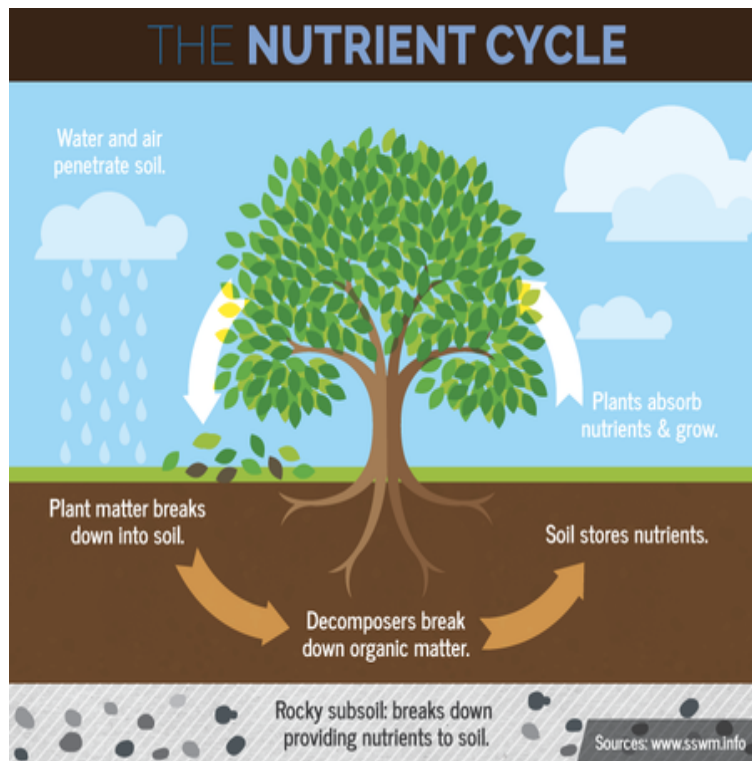 THE NUTRIENT CYCLE
Water and air
penetrate soil.
Plants absorb
nutrients & grow.
Plant matter breaks
down into soil.
Soil stores nutrients.
Decomposers break
down organic matter.
Rocky subsoil: breaks down
providing nutrients to soil.
Sources: www.sswm.info